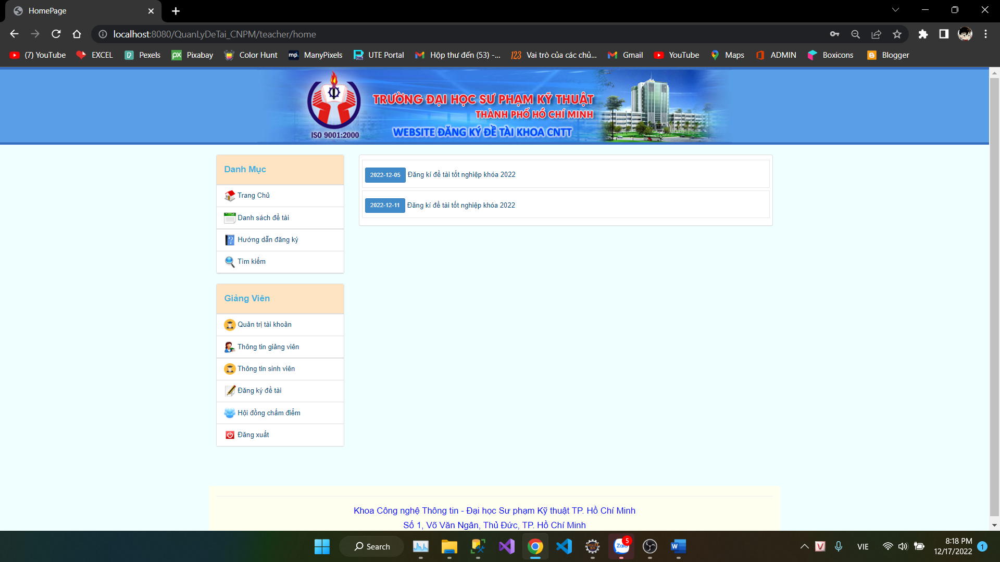 HomePage
localhost:8080/QuanLyDeTai_CNPM/teacher/home
(7) YouTube EXCEL Pexels Pixabay Color Hunt ManyPixels UTE Portal Hộp thư đến (53) -... Vai trò của các chủ... Gmail YouTube Maps ADMIN Boxicons Blogger
TRƯỜNG ĐẠI HỌC SƯ PHẠM KỸ THUẬT
THÀNH PHỐ HỒ CHÍ MINH
WEBSITE ĐĂNG KÝ ĐỀ TÀI KHOA CNTT
ISO 9001:2000
Danh Mục
Trang Chủ
Danh sách đề tài
Hướng dẫn đăng ký
Tìm kiếm
2022-12-05 Đăng kí đề tài tốt nghiệp khóa 2022
2022-12-11 Đăng kí đề tài tốt nghiệp khóa 2022
Giảng Viên
Quản trị tài khoản
Thông tin giảng viên
Thông tin sinh viên
Đăng ký đề tài
Hội đồng chấm điểm
Đăng xuất
Khoa Công nghệ Thông tin - Đại học Sư phạm Kỹ thuật TP. Hồ Chí Minh
Số 1, Võ Văn Ngân, Thủ Đức, TP. Hồ Chí Minh
Search
Zalo
5
VIE
8:18 PM
12/17/2022
1